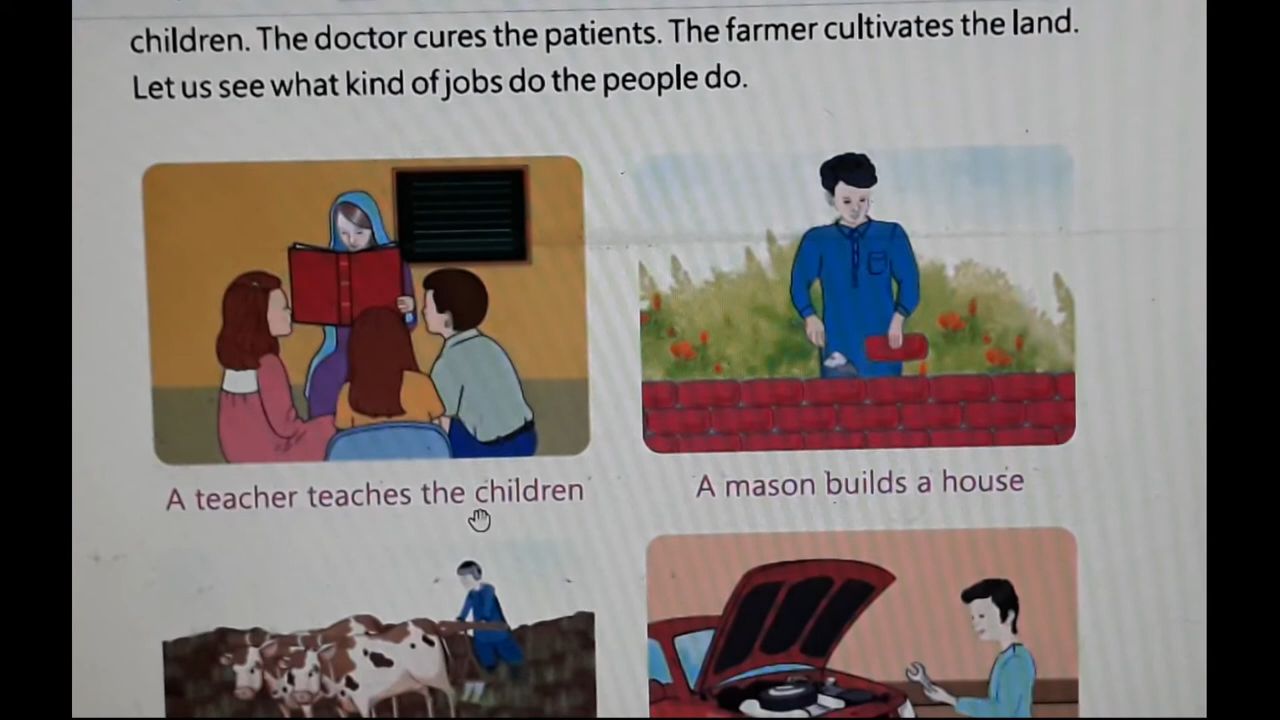 children. The doctor cures the patients. The farmer cultivates the land.
Let us see what kind of jobs do the people do.
A teacher teaches the children
A mason builds a house